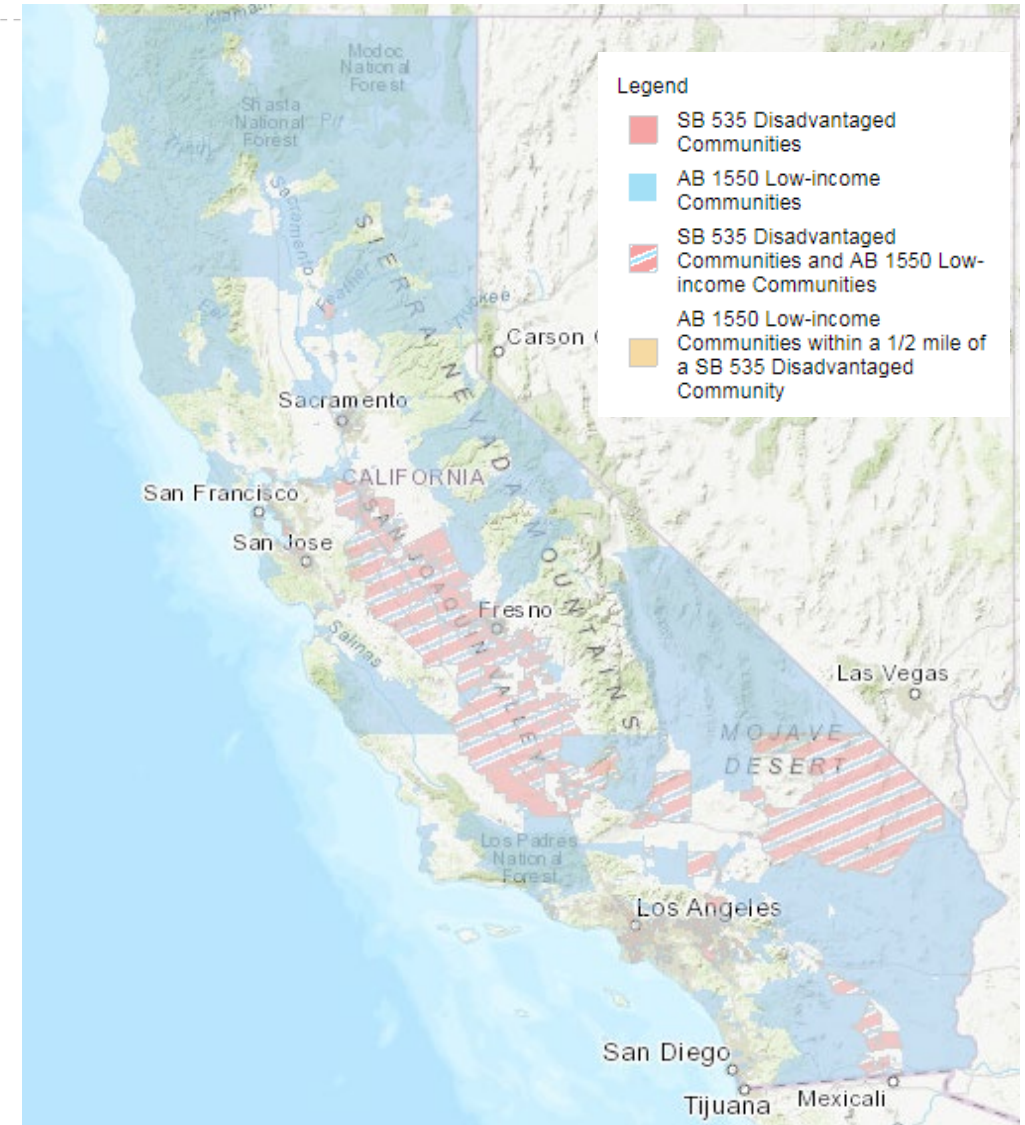 Klamath
Modoc
National
Forest
Shasta
National
Forest
Pit
Sacramento
Feather
SIERRA NEVADA MOUNTAINS
Truckee
Carson
Sacramento
CALIFORNIA
San Francisco
San Jose
SAN JOAQUIN VALLEY
Fresno
Salinas
Las Vegas
MOJAVE
DESERT
Los Padres
National
Forest
Los Angeles
San Diego
Tijuana
Mexicali
Legend
SB 535 Disadvantaged
Communities
AB 1550 Low-income
Communities
SB 535 Disadvantaged
Communities and AB 1550 Low-
income Communities
AB 1550 Low-income
Communities within a 1/2 mile of
a SB 535 Disadvantaged
Community